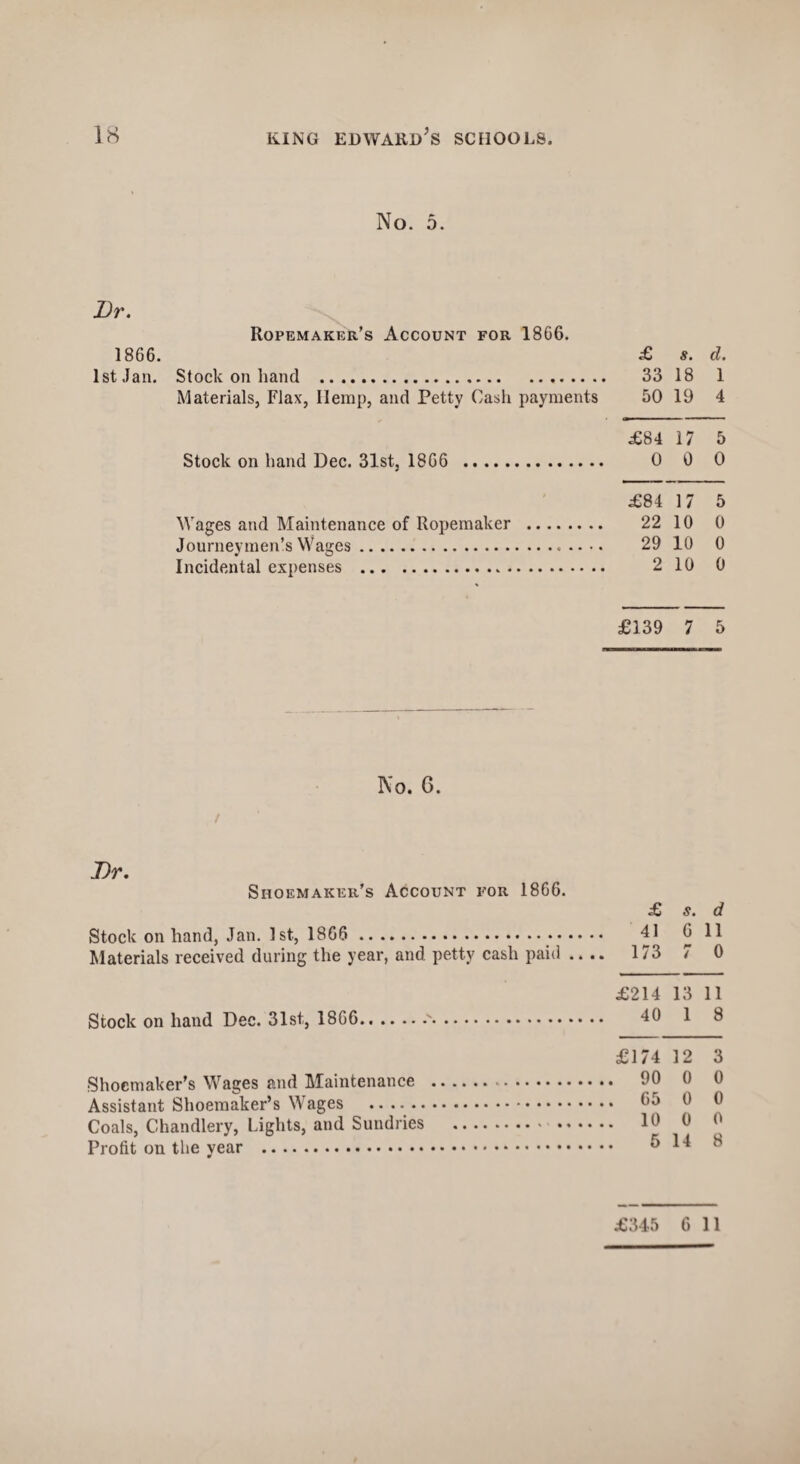 18 KING EDWARD'S SCHOOLS.
No. 5.
Dr.
Ropemaker's Account for 1866.
1866. £ s. d.
1st Jan. Stock on hand .......................... 33 18 1
Materials, Flax, Hemp, and Petty Cash payments 50 19 4
£84 17 5
Stock on hand Dec. 31st, 1866 ............... 0 0 0
£84 17 5
Wages and Maintenance of Ropemaker ......... 22 10 0
Journeymen's Wages .......................... 29 10 0
Incidental expenses .......................... 2 10 0
£139 7 5
No. 6.
Dr.
Shoemaker's Account for 1866.
£ s. d
Stock on hand, Jan. 1st, 1866 .......................... 41 6 11
Materials received during the year, and petty cash paid .... 173 7 0
£214 13 11
Stock on hand Dec. 31st, 1866.......................... 40 1 8
£174 12 3
Shoemaker's Wages and Maintenance .................... 90 0 0
Assistant Shoemaker's Wages .......................... 65 0 0
Coals, Chandlery, Lights, and Sundries .................. 10 0 0
Profit on the year .................................... 5 14 8
£345 6 11